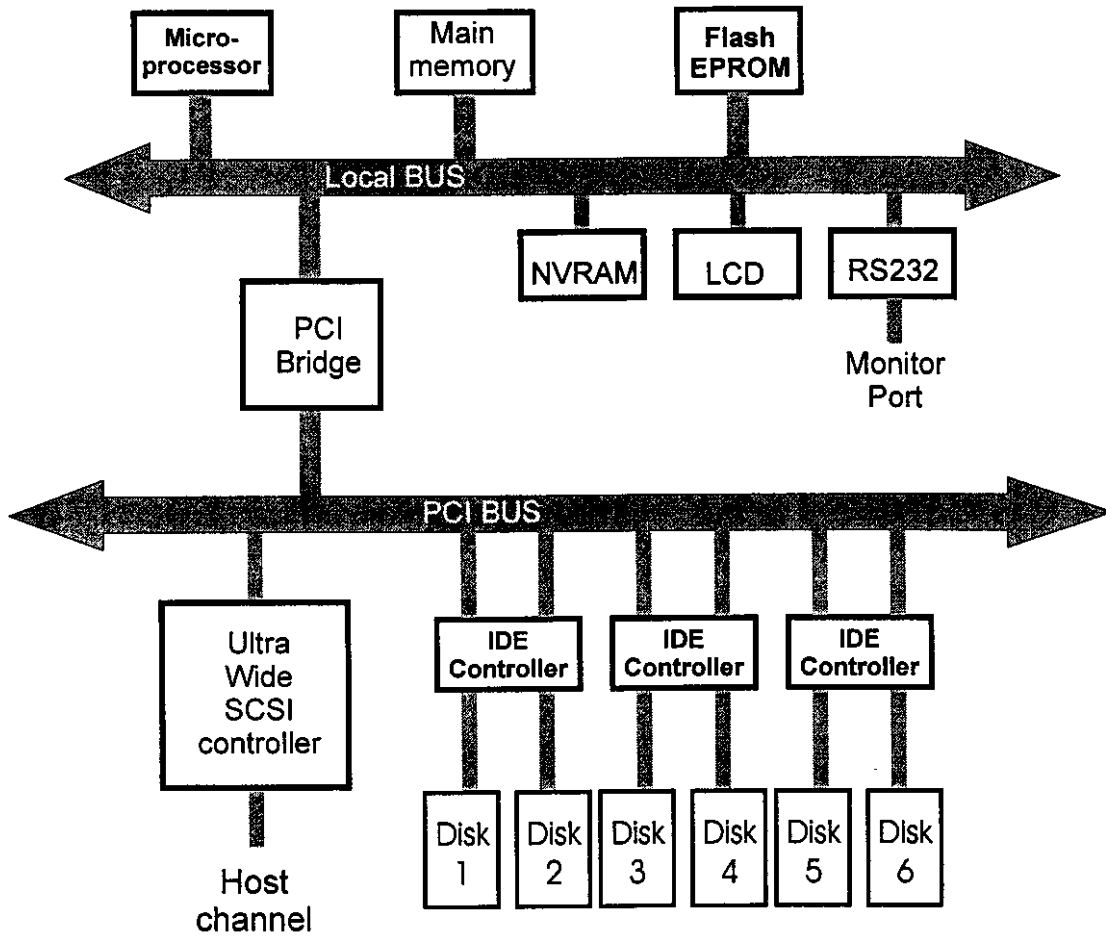 Micro-
processor
Main
memory
Flash
EPROM
Local BUS
NVRAM
LCD
RS232
Monitor
Port
PCI
Bridge
PCI BUS
Ultra
Wide
SCSI
controller
IDE
Controller
IDE
Controller
IDE
Controller
Disk
1
Disk
2
Disk
3
Disk
4
Disk
5
Disk
6
Host
channel